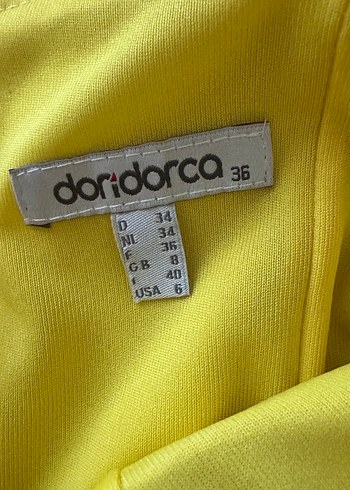 doridorca 36
D 34
NL 34
F 36
GB 8
I 40
USA 6